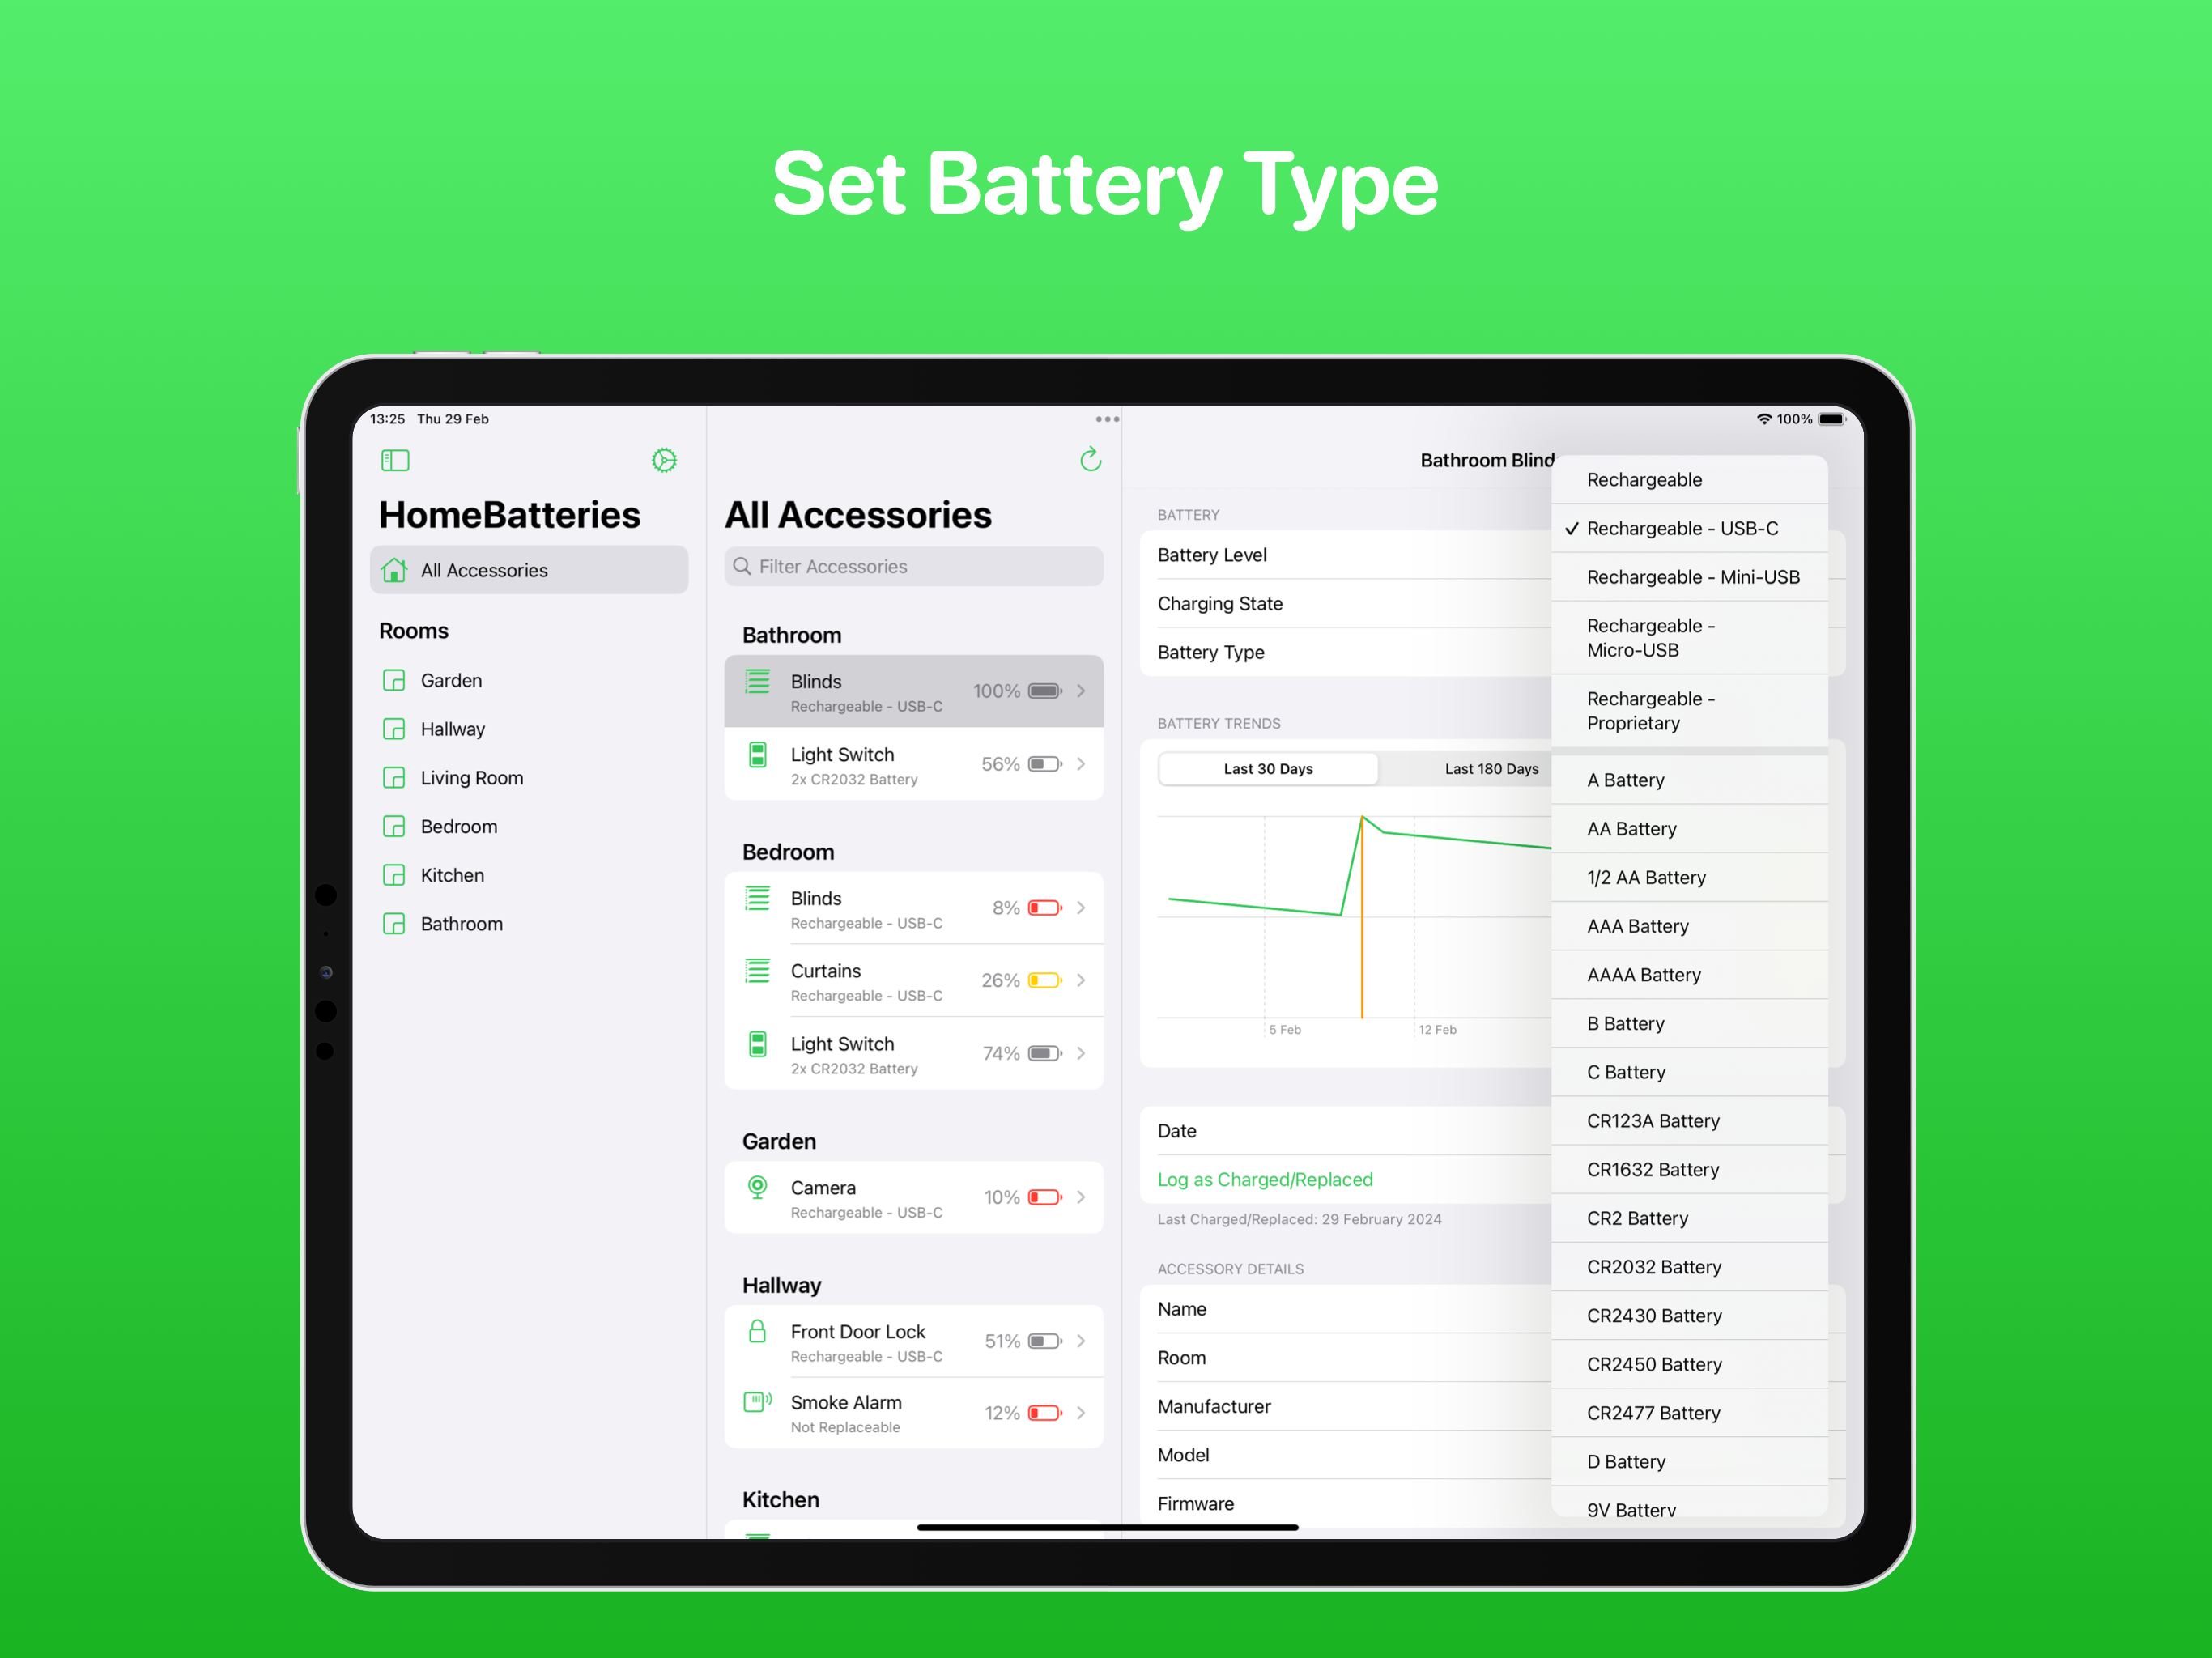 Set Battery Type
13:25 Thu 29 Feb
100%
HomeBatteries
All Accessories
Rooms
Garden
Hallway
Living Room
Bedroom
Kitchen
Bathroom
All Accessories
Filter Accessories
Bathroom
Blinds
Rechargeable - USB-C
100%
Light Switch
2x CR2032 Battery
56%
Bedroom
Blinds
Rechargeable - USB-C
8%
Curtains
Rechargeable - USB-C
26%
Light Switch
2x CR2032 Battery
74%
Garden
Camera
Rechargeable - USB-C
10%
Hallway
Front Door Lock
Rechargeable - USB-C
51%
Smoke Alarm
Not Replaceable
12%
Kitchen
Bathroom Blind
BATTERY
Battery Level
Charging State
Battery Type
BATTERY TRENDS
Last 30 Days
Last 180 Days
5 Feb
12 Feb
Date
Log as Charged/Replaced
Last Charged/Replaced: 29 February 2024
ACCESSORY DETAILS
Name
Room
Manufacturer
Model
Firmware
Rechargeable
Rechargeable - USB-C
Rechargeable - Mini-USB
Rechargeable -
Micro-USB
Rechargeable -
Proprietary
A Battery
AA Battery
1/2 AA Battery
AAA Battery
AAAA Battery
B Battery
C Battery
CR123A Battery
CR1632 Battery
CR2 Battery
CR2032 Battery
CR2430 Battery
CR2450 Battery
CR2477 Battery
D Battery
9V Battery